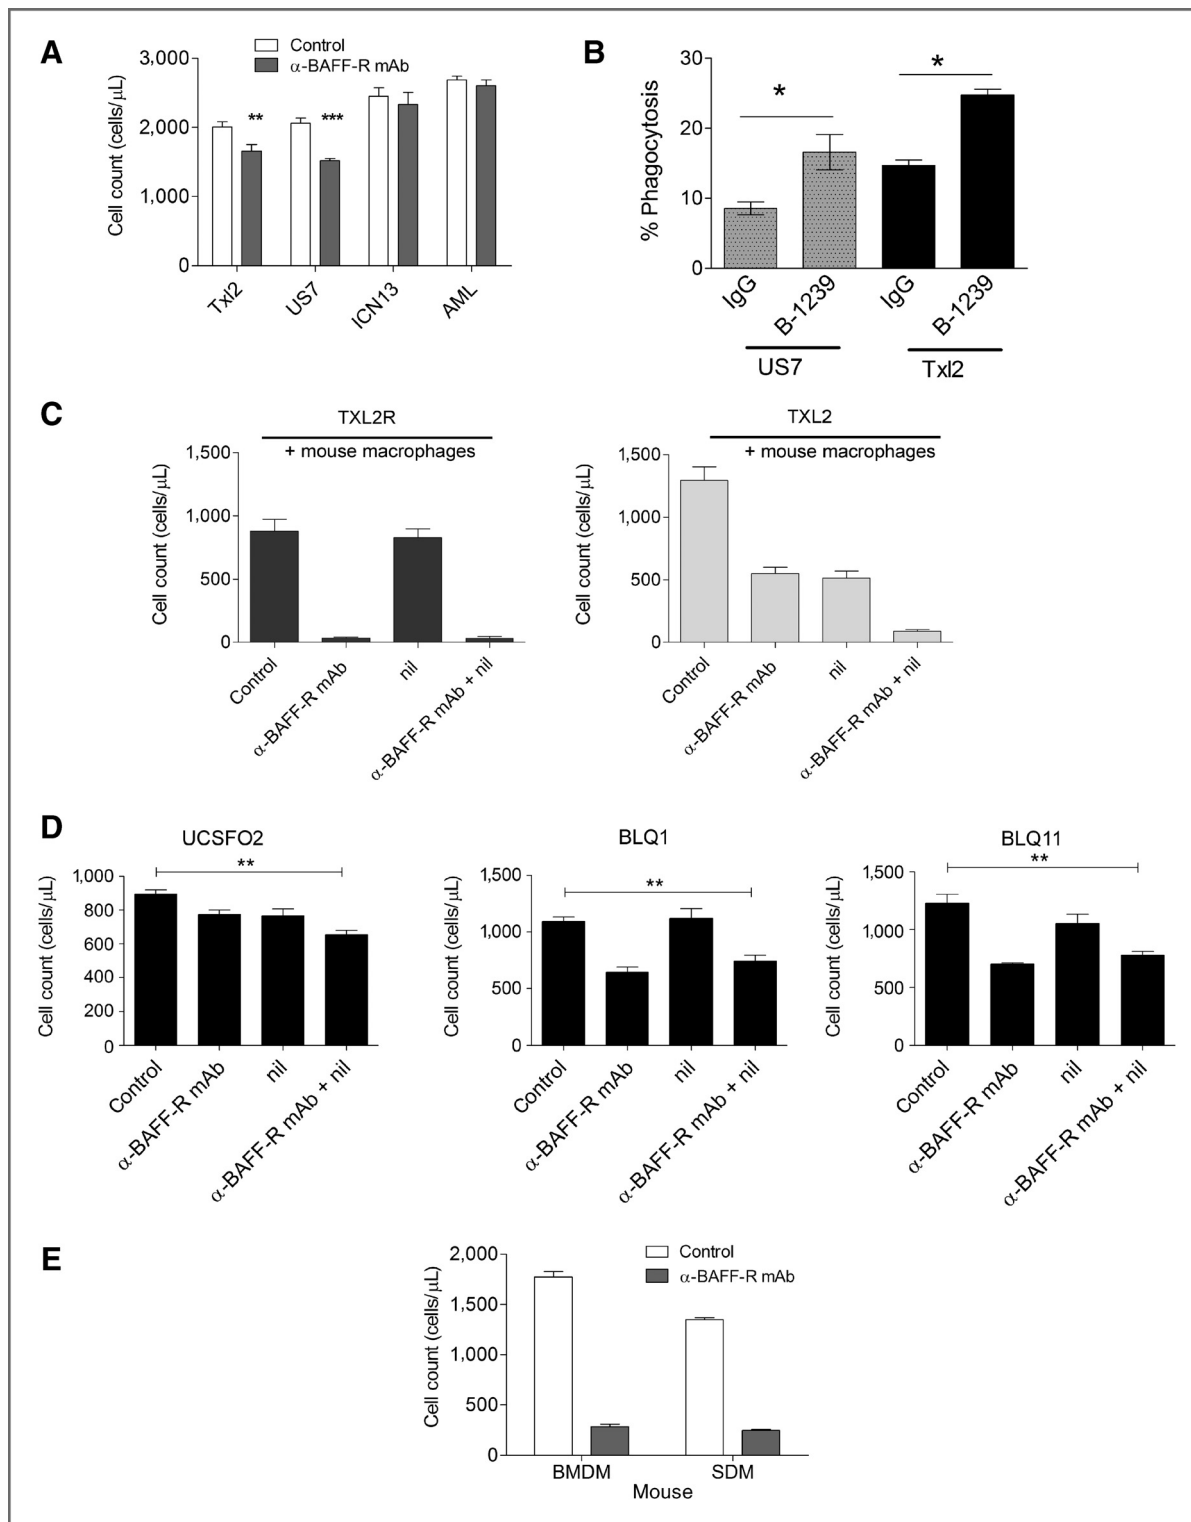 A
Control
α-BAFF-R mAb
Cell count (cells/μL)
3,000
2,000
1,000
0
**
***
Txl2
US7
ICN13
AML
B
% Phagocytosis
30
20
10
0
*
*
IgG
B-1239
IgG
B-1239
US7
Txl2
C
TXL2R
+ mouse macrophages
Cell count (cells/μL)
1,500
1,000
500
0
Control
α-BAFF-R mAb
nil
α-BAFF-R mAb + nil
TXL2
+ mouse macrophages
Cell count (cells/μL)
1,500
1,000
500
0
Control
α-BAFF-R mAb
nil
α-BAFF-R mAb + nil
D
UCSFO2
**
Cell count (cells/μL)
1,000
800
600
400
200
0
Control
α-BAFF-R mAb
nil
α-BAFF-R mAb + nil
BLQ1
**
Cell count (cells/μL)
1,500
1,000
500
0
Control
α-BAFF-R mAb
nil
α-BAFF-R mAb + nil
BLQ11
**
Cell count (cells/μL)
1,500
1,000
500
0
Control
α-BAFF-R mAb
nil
α-BAFF-R mAb + nil
E
Control
α-BAFF-R mAb
Cell count (cells/μL)
2,000
1,500
1,000
500
0
BMDM
SDM
Mouse